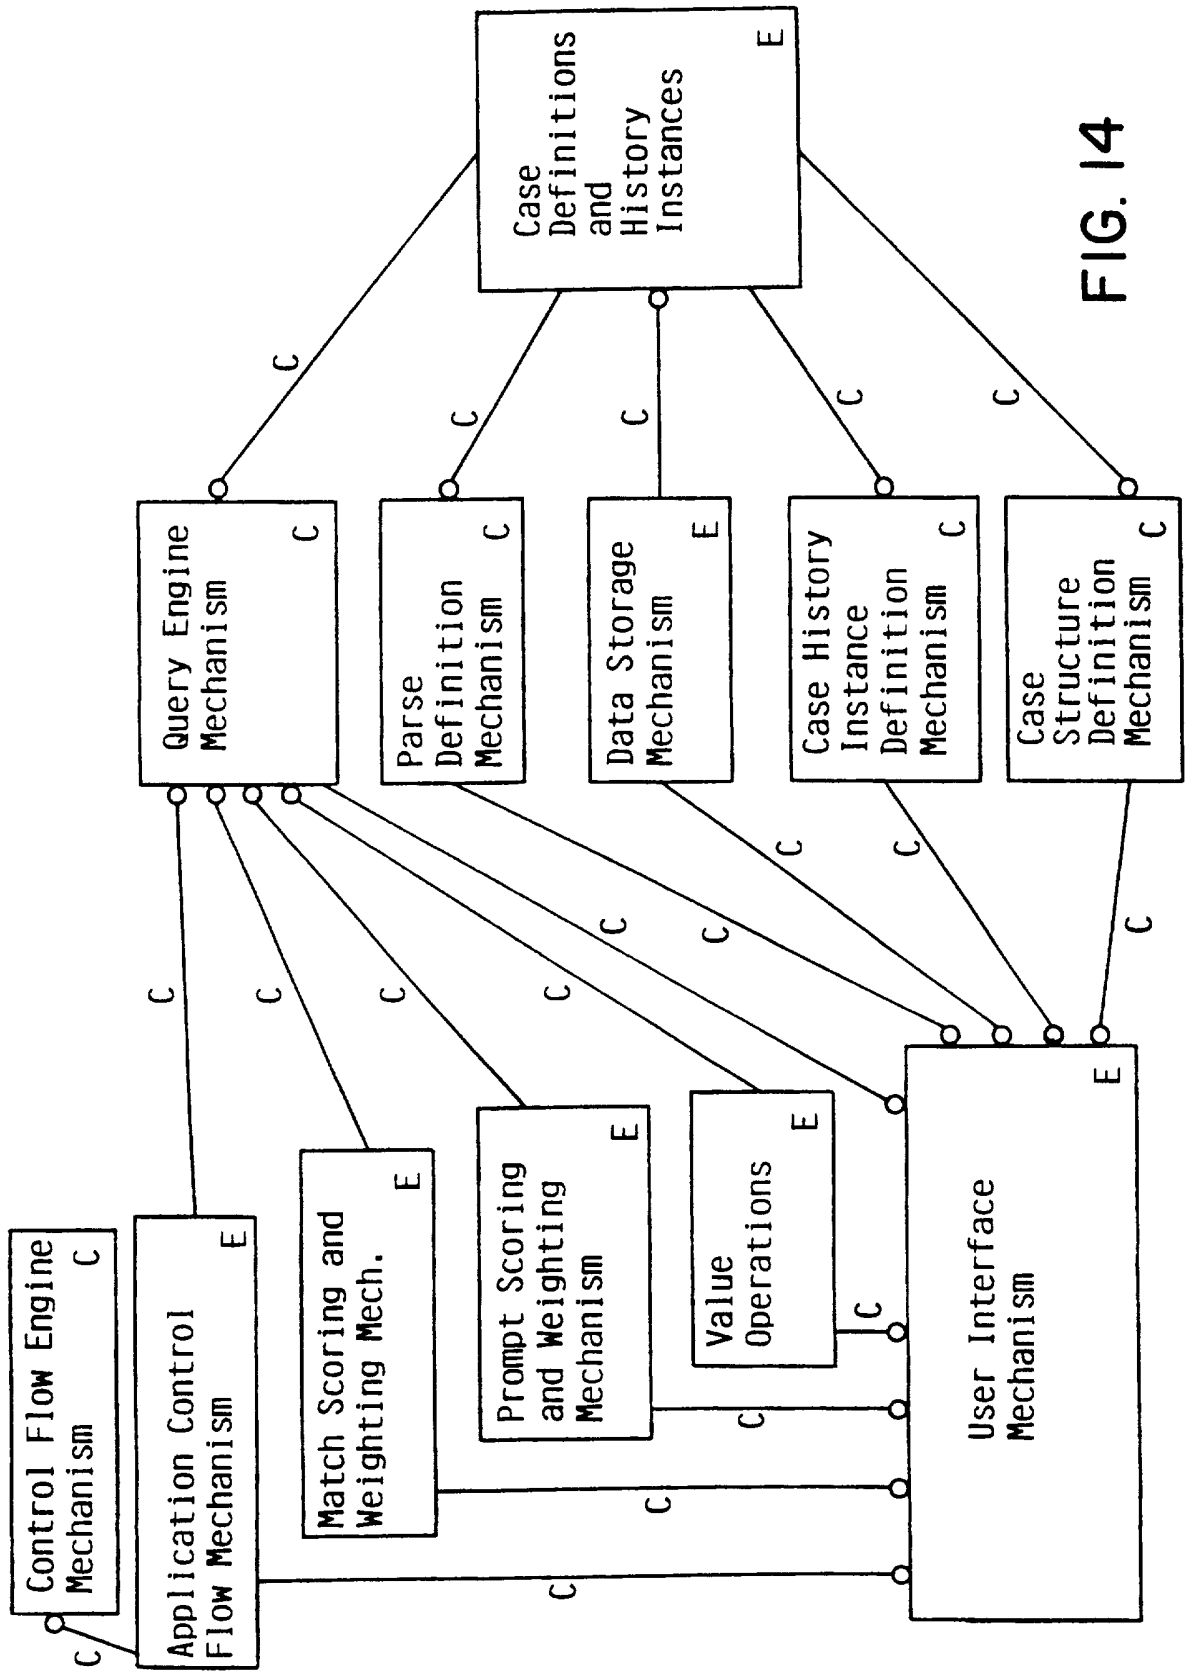 Control Flow Engine
Mechanism
C
C
Application Control
Flow Mechanism
E
C
C
Match Scoring and
Weighting Mech.
E
C
C
Prompt Scoring
and Weighting
Mechanism
E
C
C
Value
Operations
E
C
C
User Interface
Mechanism
E
C
C
C
C
C
Query Engine
Mechanism
C
Parse
Definition
Mechanism
C
Data Storage
Mechanism
E
Case History
Instance
Definition
Mechanism
C
Case
Structure
Definition
Mechanism
C
C
C
C
C
C
Case
Definitions
and
History
Instances
E
FIG. 14